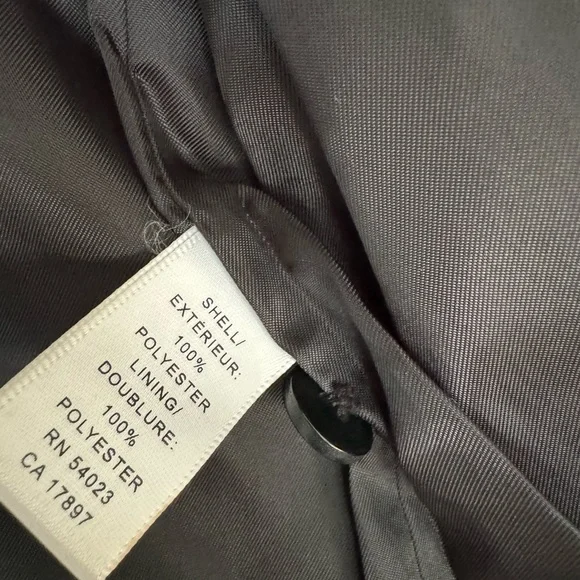 SHELL/
EXTÉRIEUR:
100%
POLYESTER
LINING/
DOUBLURE:
100%
POLYESTER
RN 54023
CA 17897